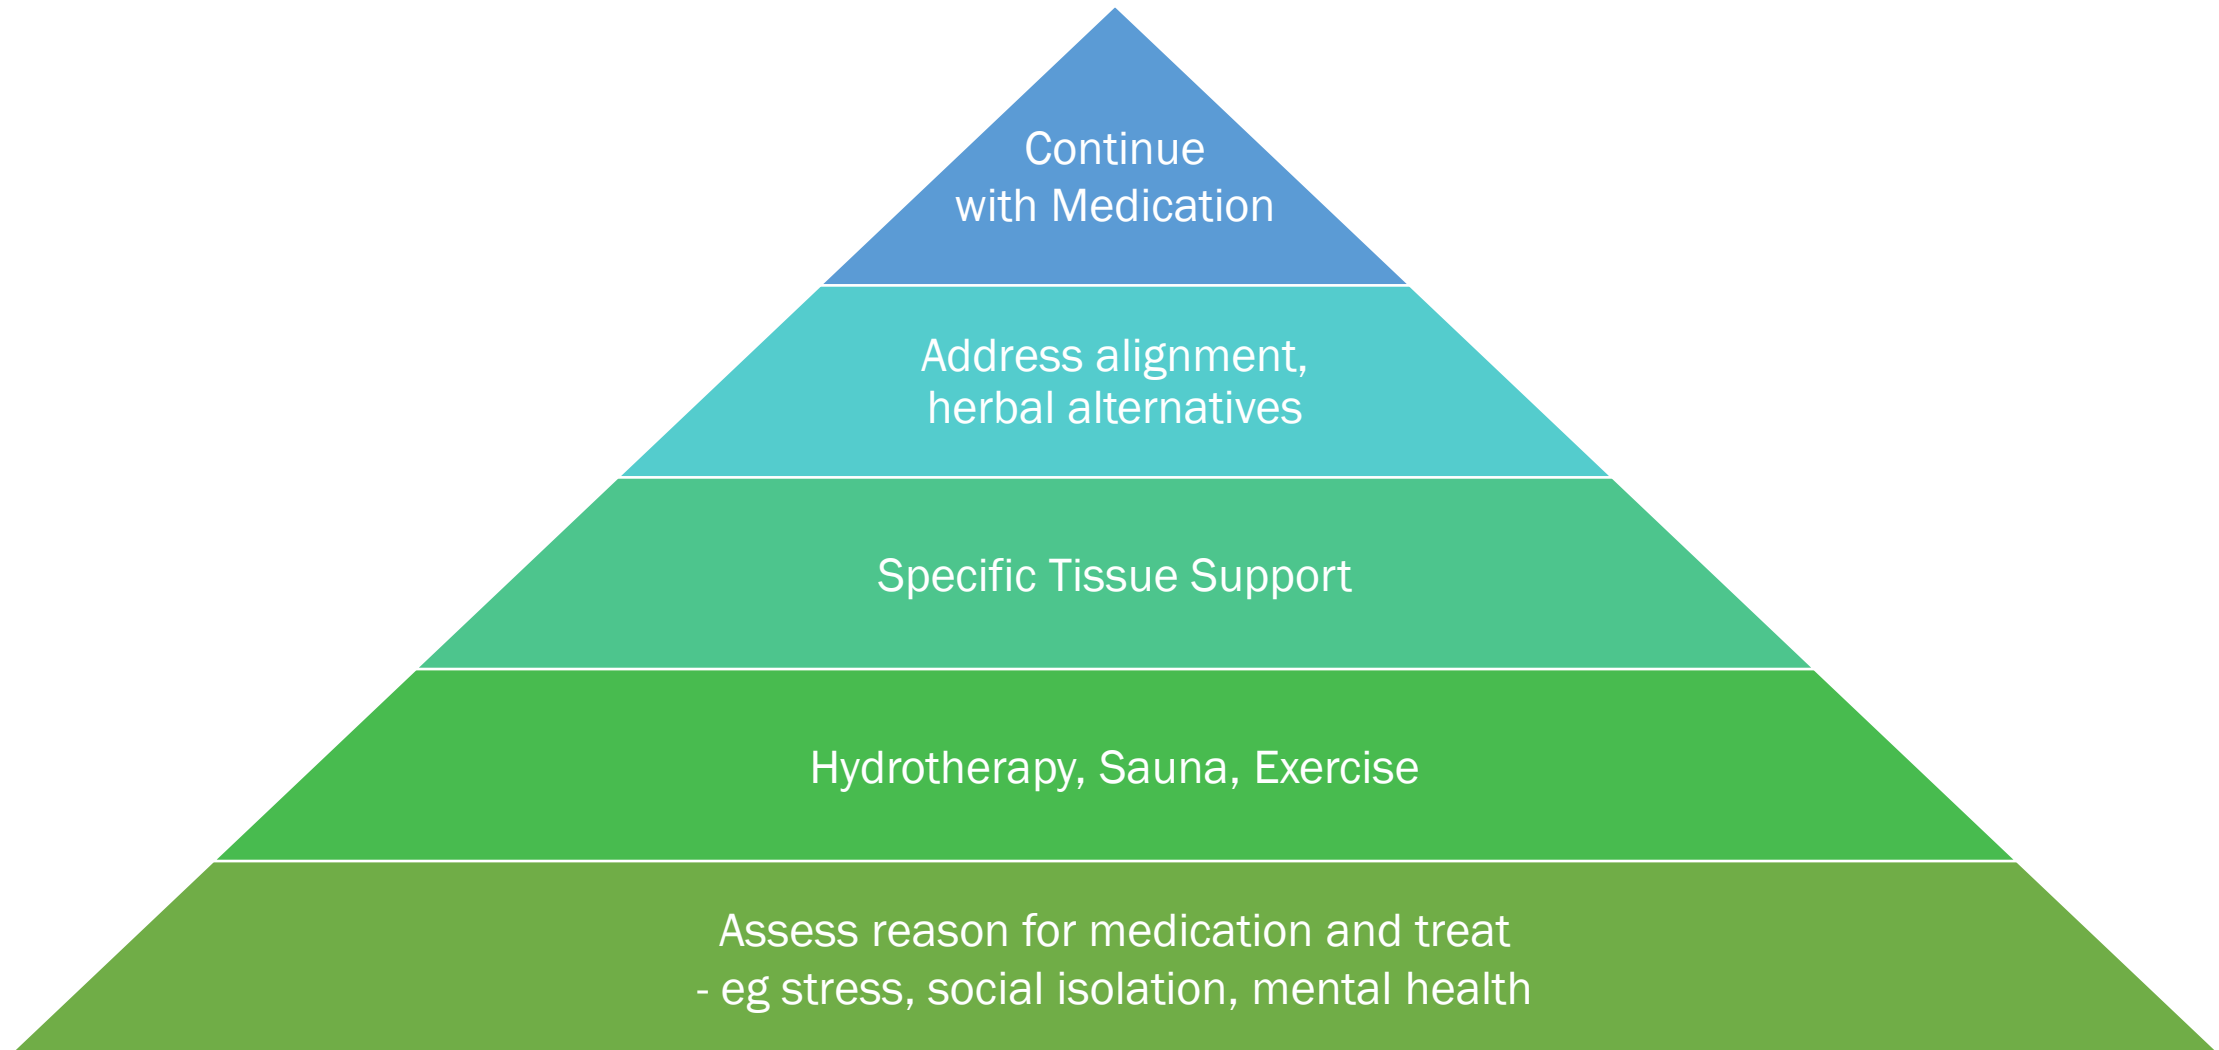 Continue
with Medication
Address alignment,
herbal alternatives
Specific Tissue Support
Hydrotherapy, Sauna, Exercise
Assess reason for medication and treat
- eg stress, social isolation, mental health